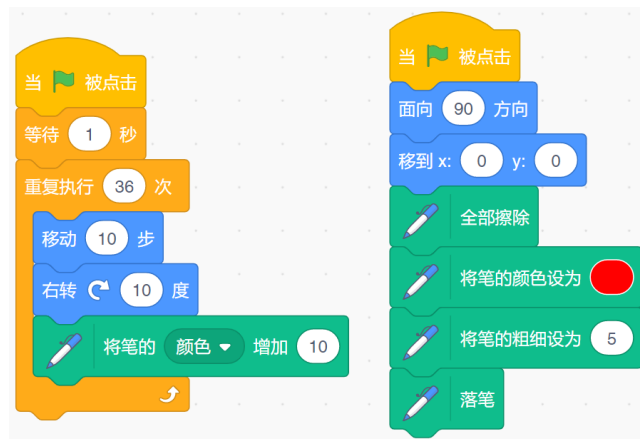 当 被点击
等待 1 秒
重复执行 36 次
移动 10 步
右转 10 度
将笔的 颜色 增加 10
当 被点击
面向 90 方向
移到 x: 0 y: 0
全部擦除
将笔的颜色设为
将笔的粗细设为 5
落笔